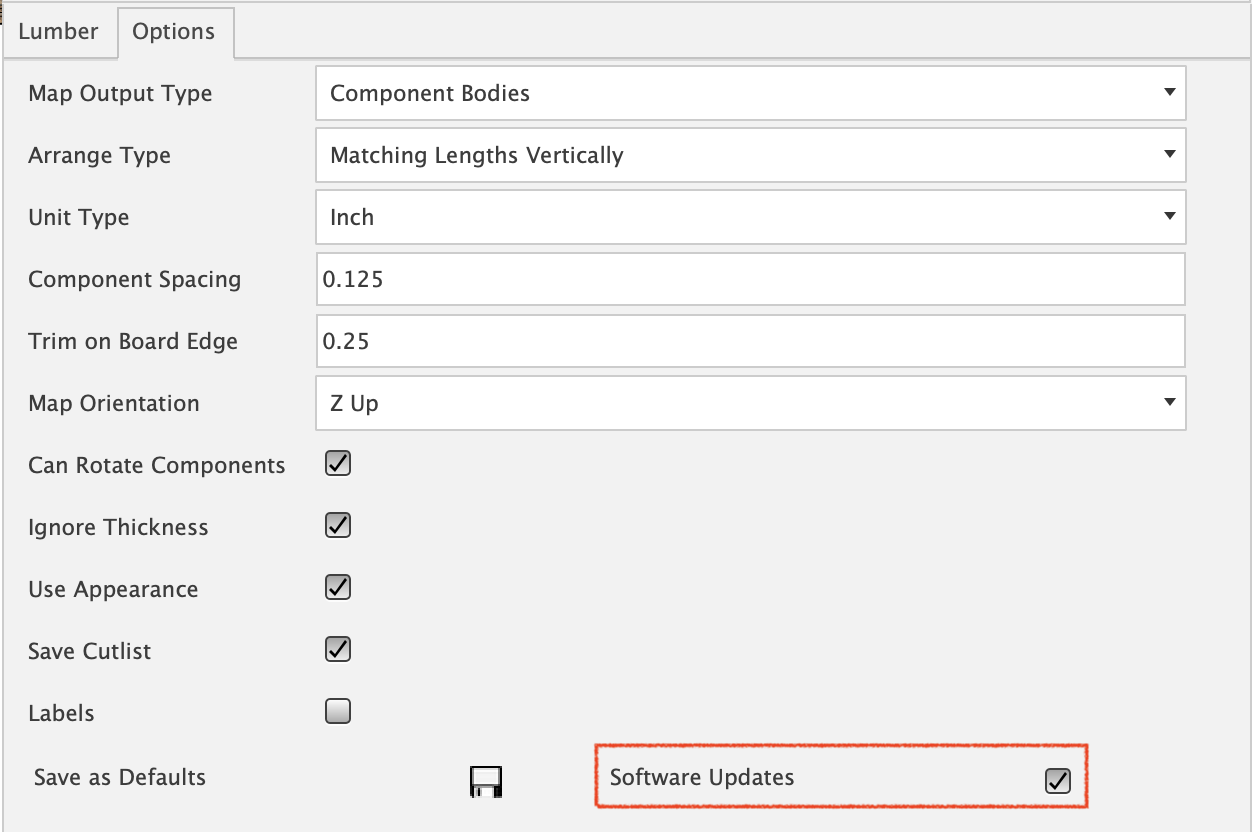 Lumber Options
Map Output Type Component Bodies
Arrange Type Matching Lengths Vertically
Unit Type Inch
Component Spacing 0.125
Trim on Board Edge 0.25
Map Orientation Z Up
Can Rotate Components
Ignore Thickness
Use Appearance
Save Cutlist
Labels
Save as Defaults Software Updates